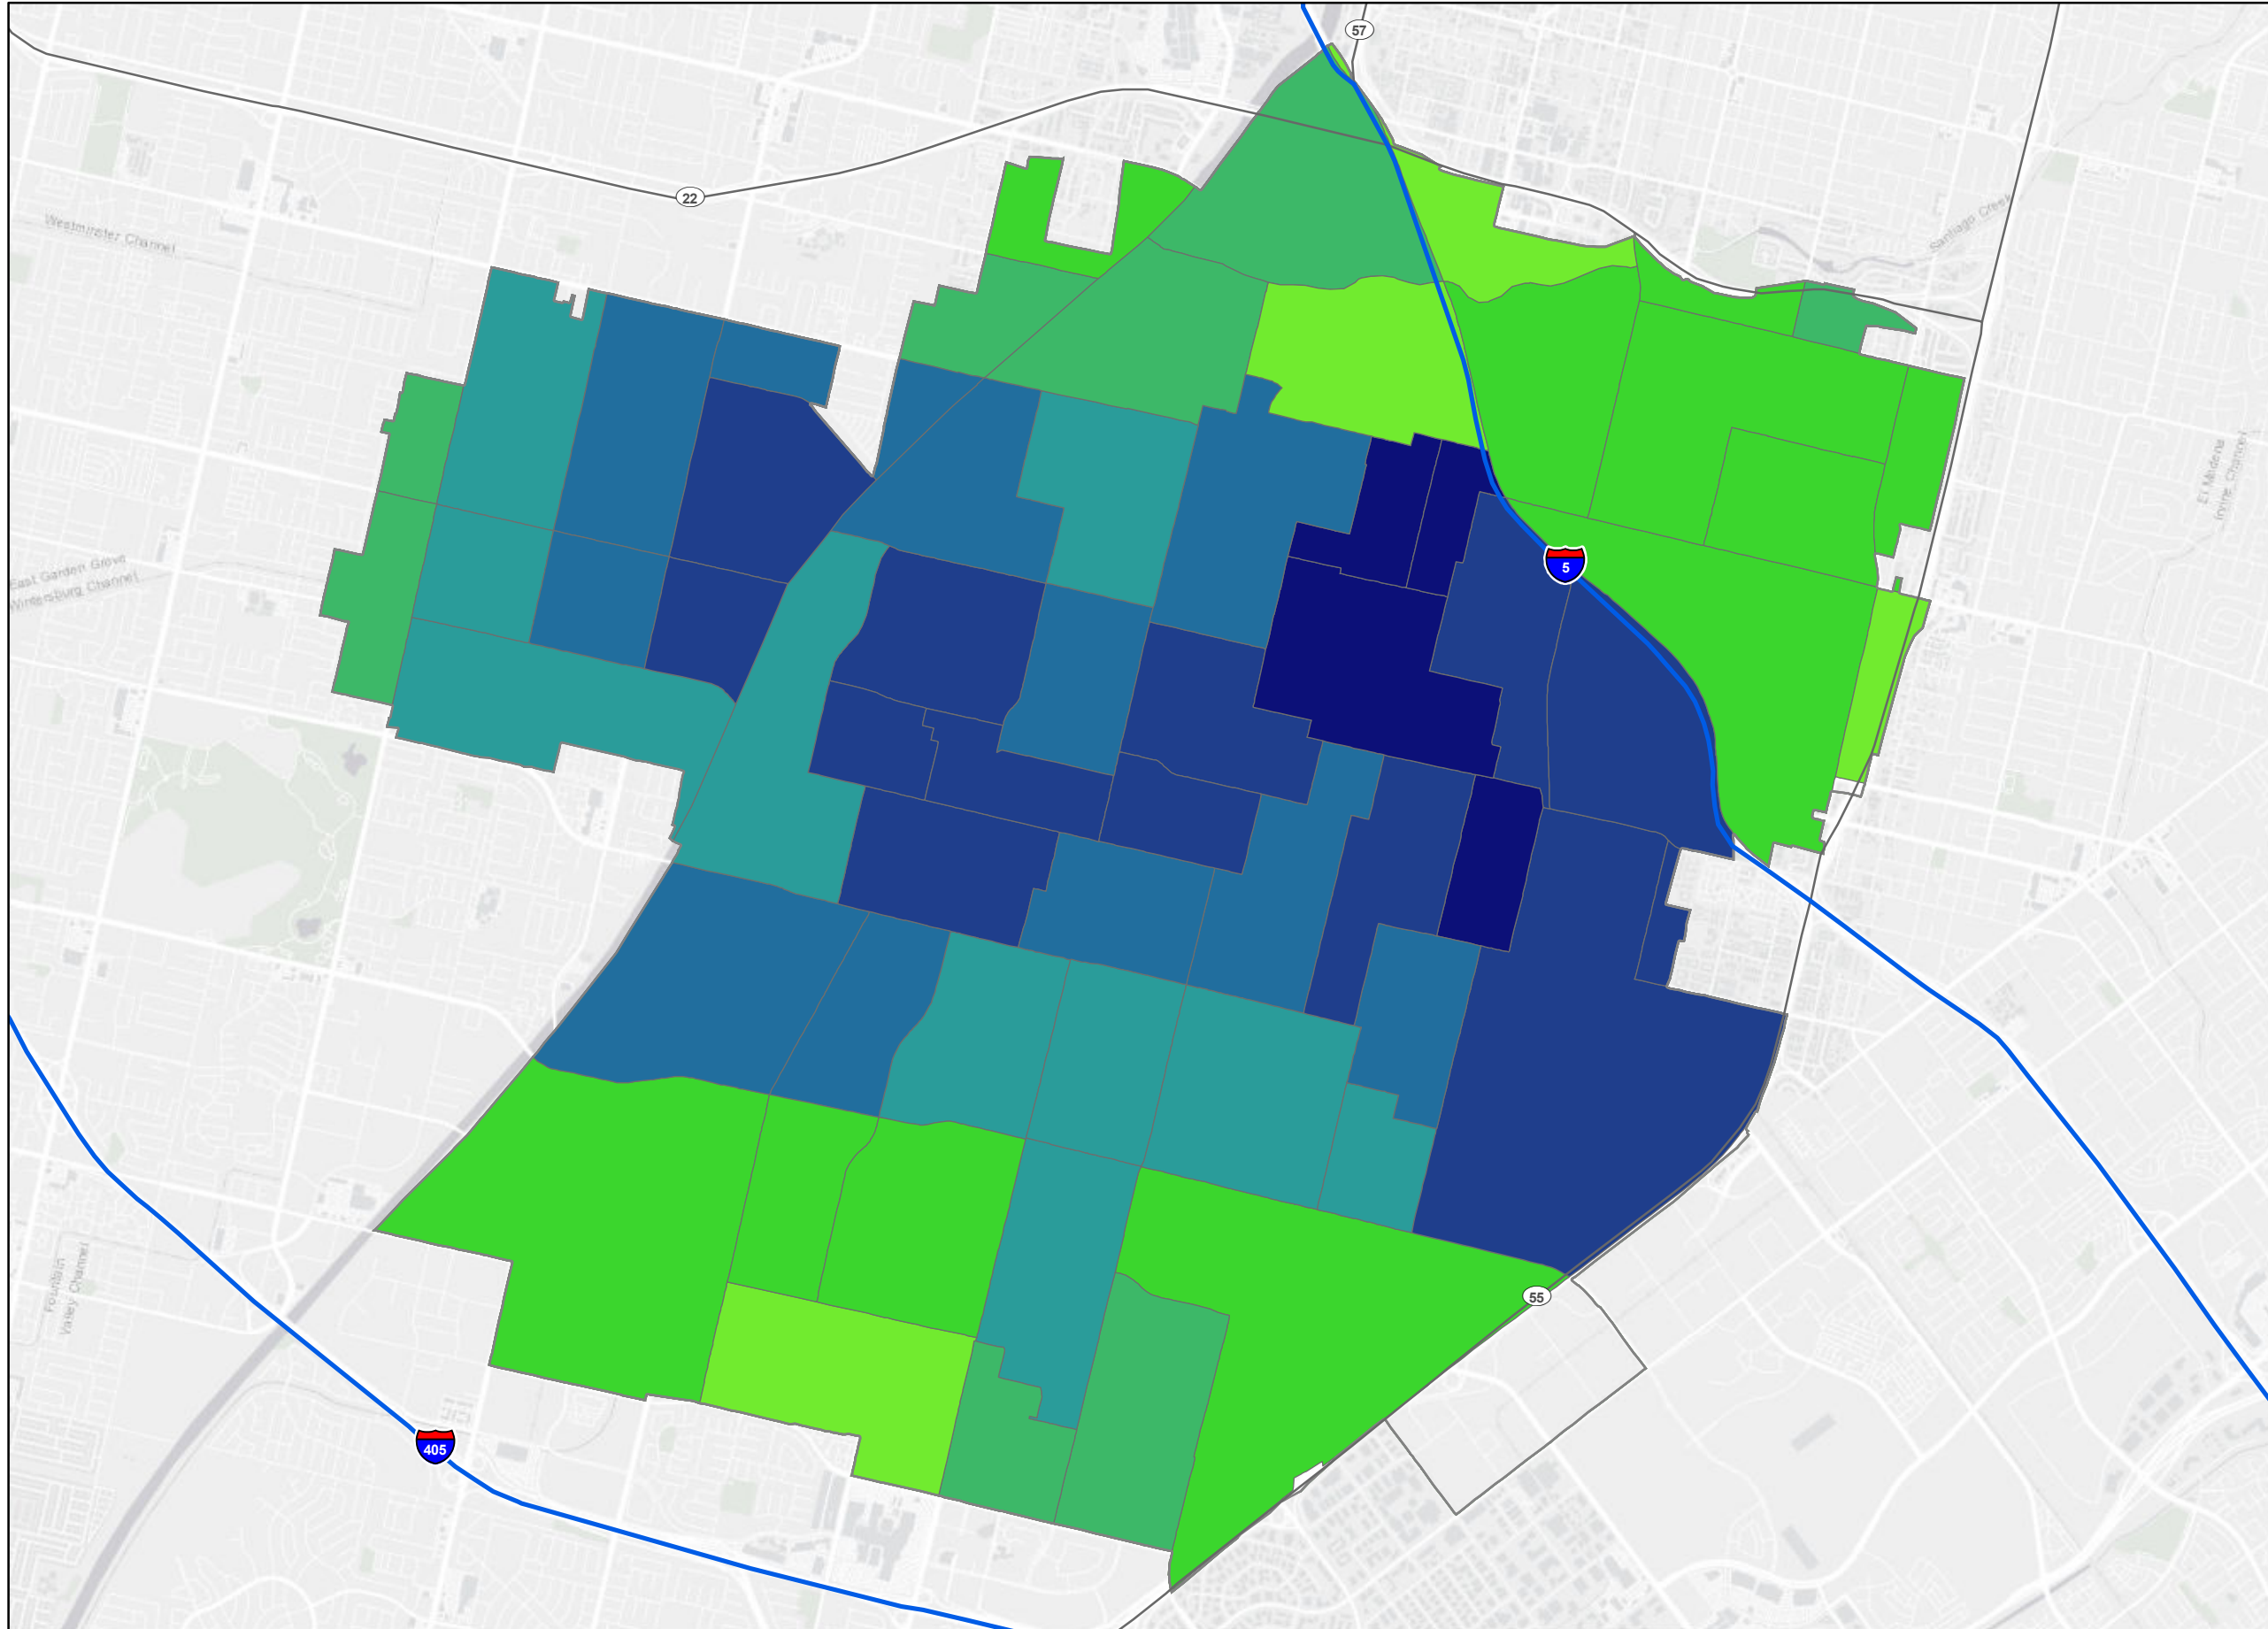 57
22
Westminster Channel
Santiago Creek
El Modena
Irvine Channel
East Garden Grove
Wintersburg Channel
5
Fountain
Valley Channel
55
405